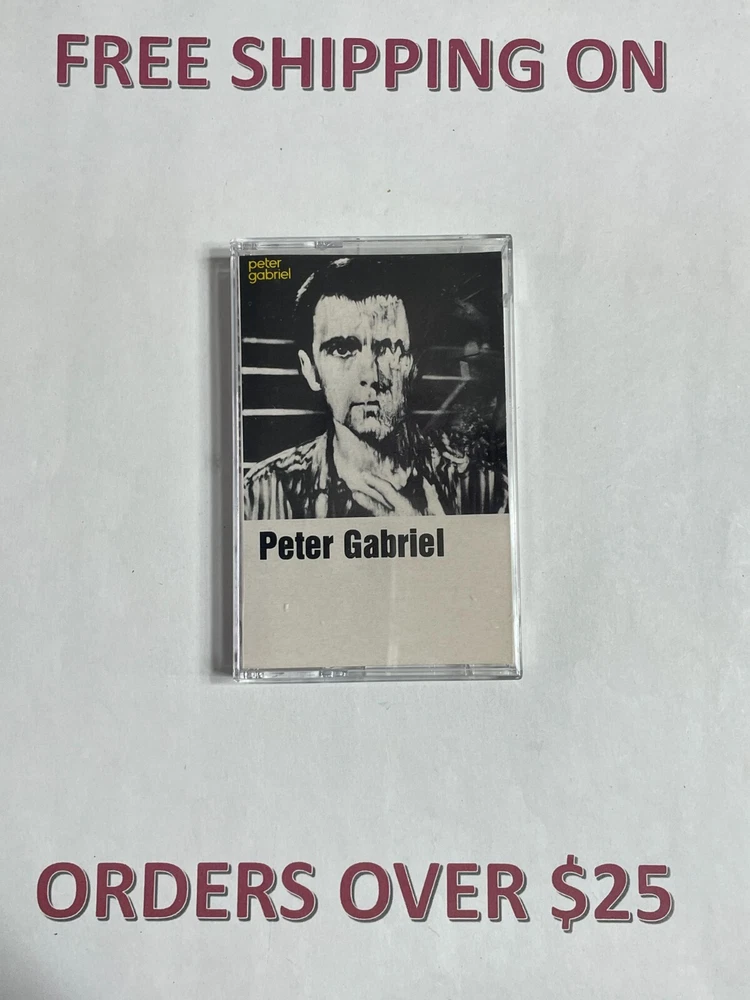 FREE SHIPPING ON
peter
gabriel
Peter Gabriel
ORDERS OVER $25